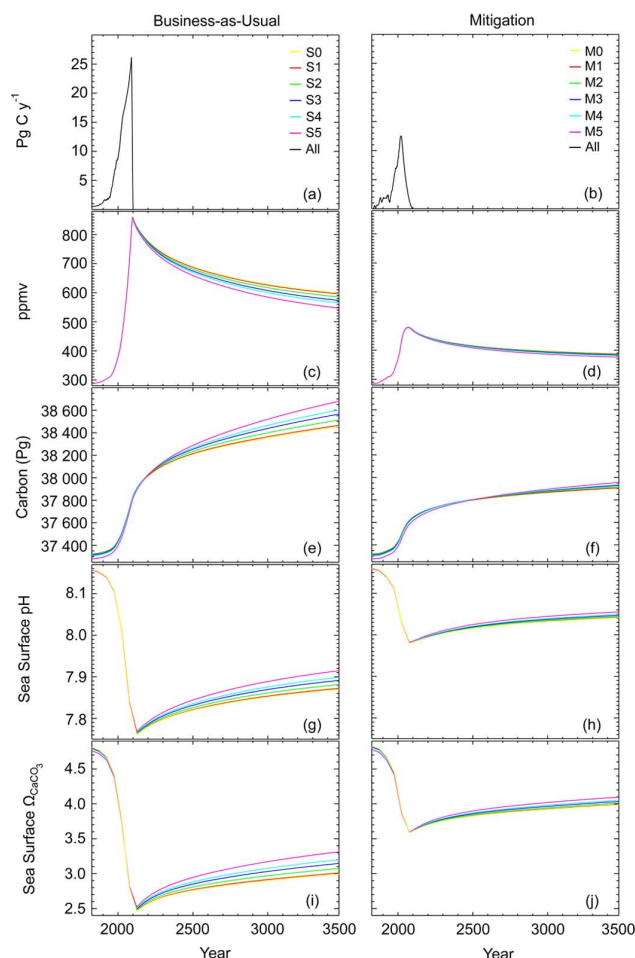 Business-as-Usual
Mitigation
Pg C y⁻¹
25
20
15
10
5
S0
S1
S2
S3
S4
S5
All
(a)
M0
M1
M2
M3
M4
M5
All
(b)
ppmv
800
700
600
500
400
300
(c)
(d)
Carbon (Pg)
38 600
38 400
38 200
38 000
37 800
37 600
37 400
(e)
(f)
Sea Surface pH
8.1
8.0
7.9
7.8
(g)
(h)
Sea Surface ΩCaCO₃
4.5
4.0
3.5
3.0
2.5
(i)
(j)
2000 2500 3000 3500
2000 2500 3000 3500
Year
Year